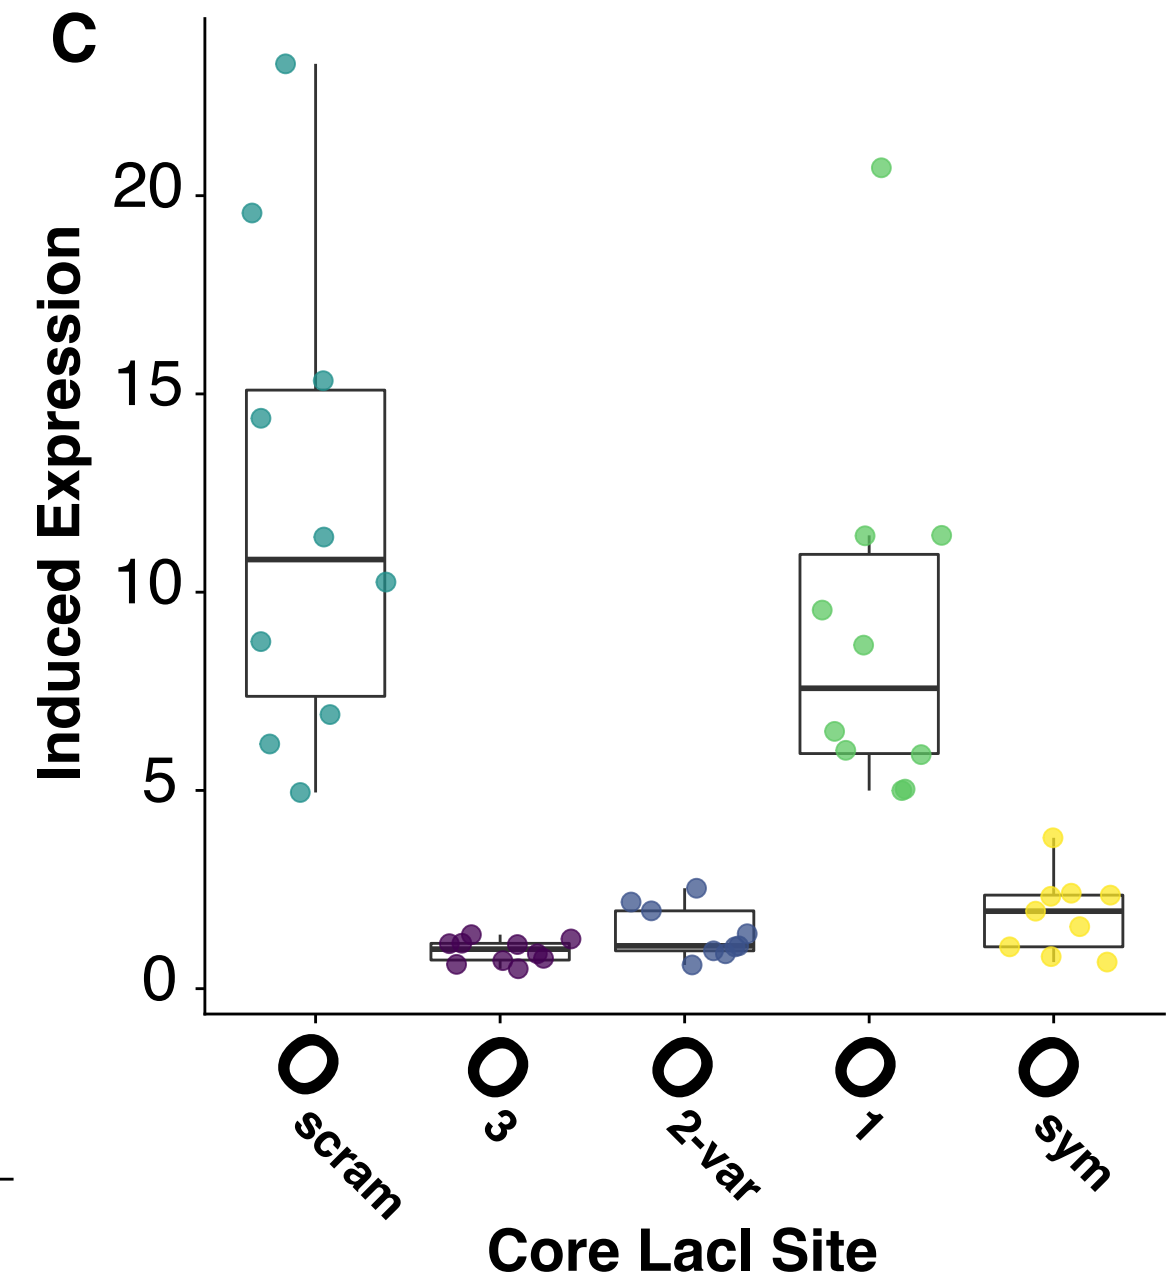 C
Induced Expression
20
15
10
5
0
O scram
O 3
O 2-var
O 1
O sym
Core LacI Site